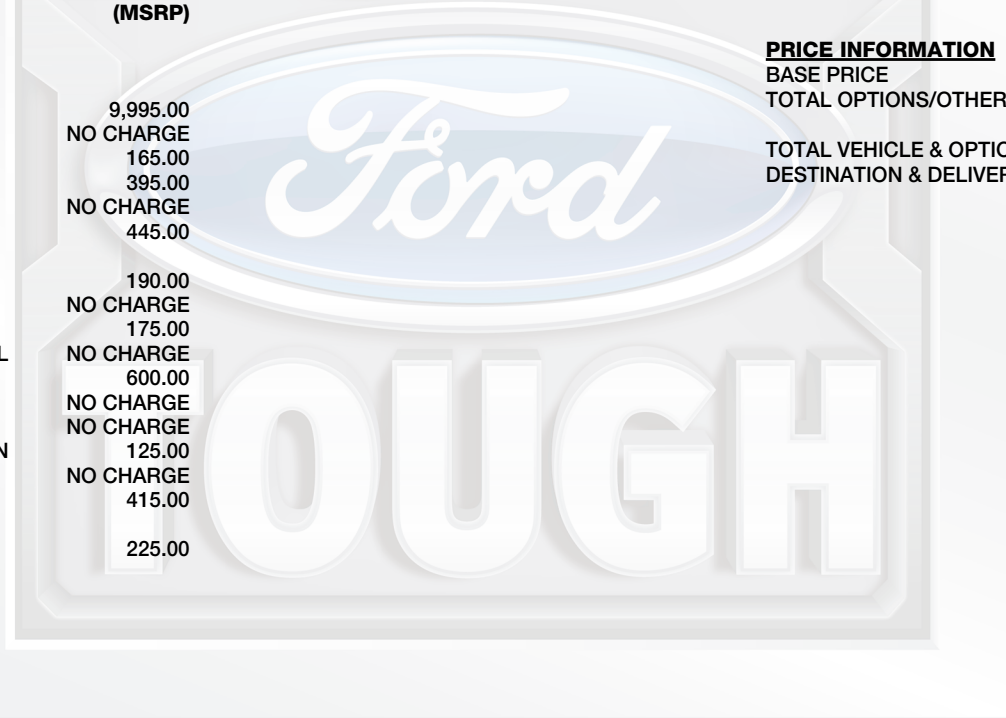 (MSRP)
9,995.00
NO CHARGE
165.00
395.00
NO CHARGE
445.00
190.00
NO CHARGE
175.00
L NO CHARGE
600.00
NO CHARGE
NO CHARGE
N 125.00
NO CHARGE
415.00
225.00
PRICE INFORMATION
BASE PRICE
TOTAL OPTIONS/OTHER
TOTAL VEHICLE & OPTIO
DESTINATION & DELIVER
Ford
TOUGH